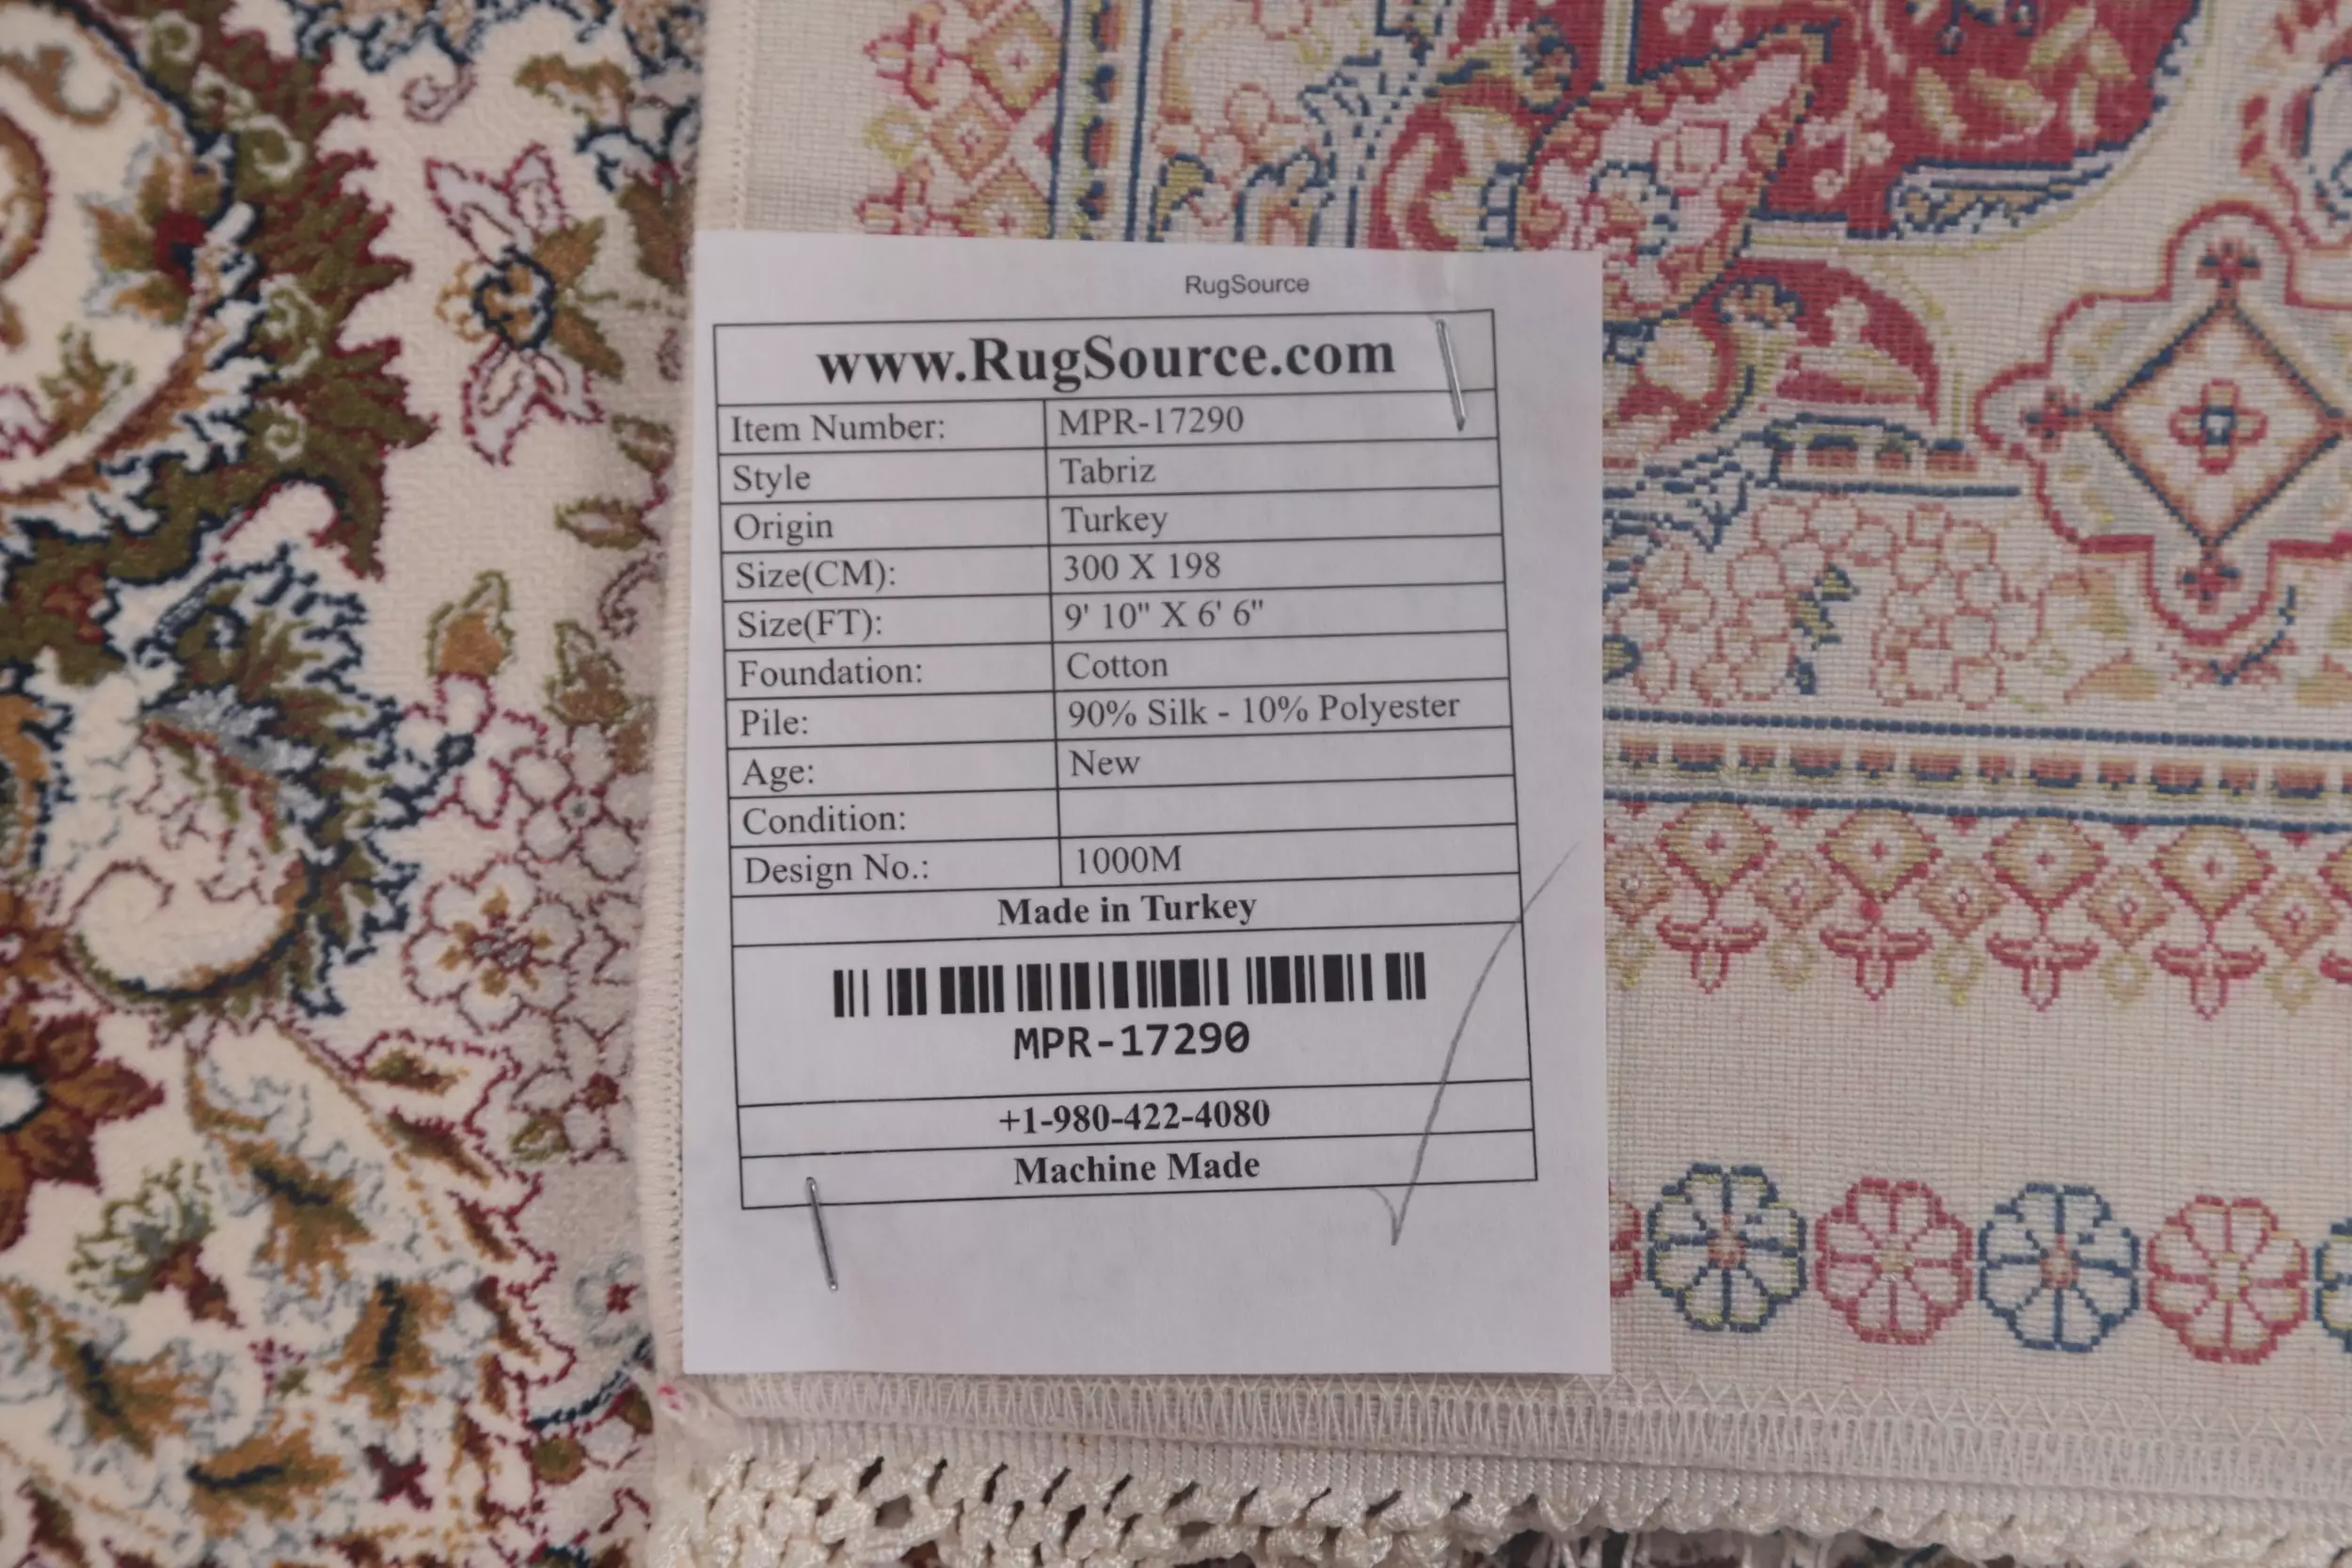 RugSource
www.RugSource.com
Item Number: MPR-17290
Style Tabriz
Origin Turkey
Size(CM): 300 X 198
Size(FT): 9' 10" X 6' 6"
Foundation: Cotton
Pile: 90% Silk - 10% Polyester
Age: New
Condition:
Design No.: 1000M
Made in Turkey
MPR-17290
+1-980-422-4080
Machine Made